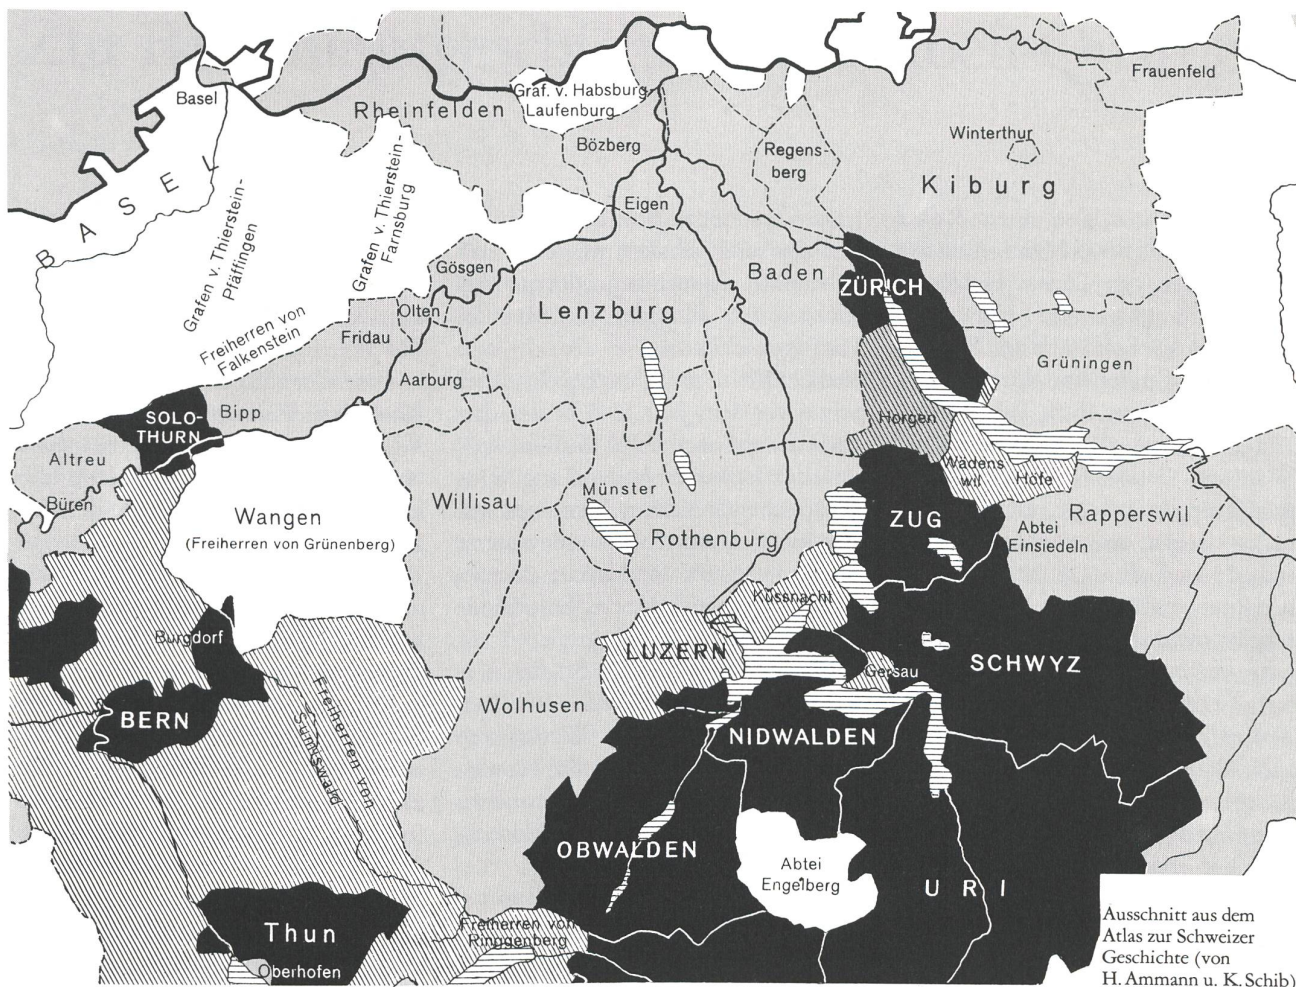 Basel
BASEL
Rheinfelden
Graf. v. Habsburg-
Laufenburg
Bözberg
Regens-
berg
Winterthur
Kiburg
Frauenfeld
Grafen v. Thierstein-
Pfäffingen
Grafen v. Thierstein-
Farnsburg
Eigen
Gösgen
Olten
Fridau
Freiherren von
Falkenstein
Aarburg
Lenzburg
Baden
ZÜRICH
Grüningen
SOLO-
THURN
Bipp
Altreu
Büren
Horgen
Wädens
wil
Höfe
Wangen
(Freiherren von Grünenberg)
Willisau
Münster
Rothenburg
ZUG
Abtei
Einsiedeln
Rapperswil
Küssnacht
Burgdorf
LUZERN
Gersau
SCHWYZ
BERN
Freiherren von
Sumiswald
Wolhusen
NIDWALDEN
OBWALDEN
Abtei
Engelberg
URI
Thun
Oberhofen
Freiherren von
Ringgenberg
Ausschnitt aus dem
Atlas zur Schweizer
Geschichte (von
H. Ammann u. K. Schib)